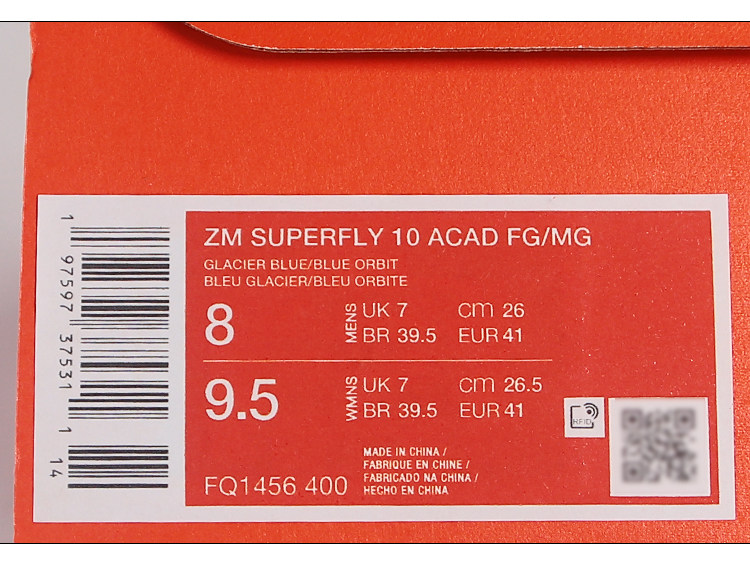 ZM SUPERFLY 10 ACAD FG/MG
GLACIER BLUE/BLUE ORBIT
BLEU GLACIER/BLEU ORBITE
8
MENS
UK 7 CM 26
BR 39.5 EUR 41
9.5
WMNS
UK 7 CM 26.5
BR 39.5 EUR 41
RFID
FQ1456 400
MADE IN CHINA /
FABRIQUE EN CHINE /
FABRICADO NA CHINA /
HECHO EN CHINA
1 97597 37531 1
14